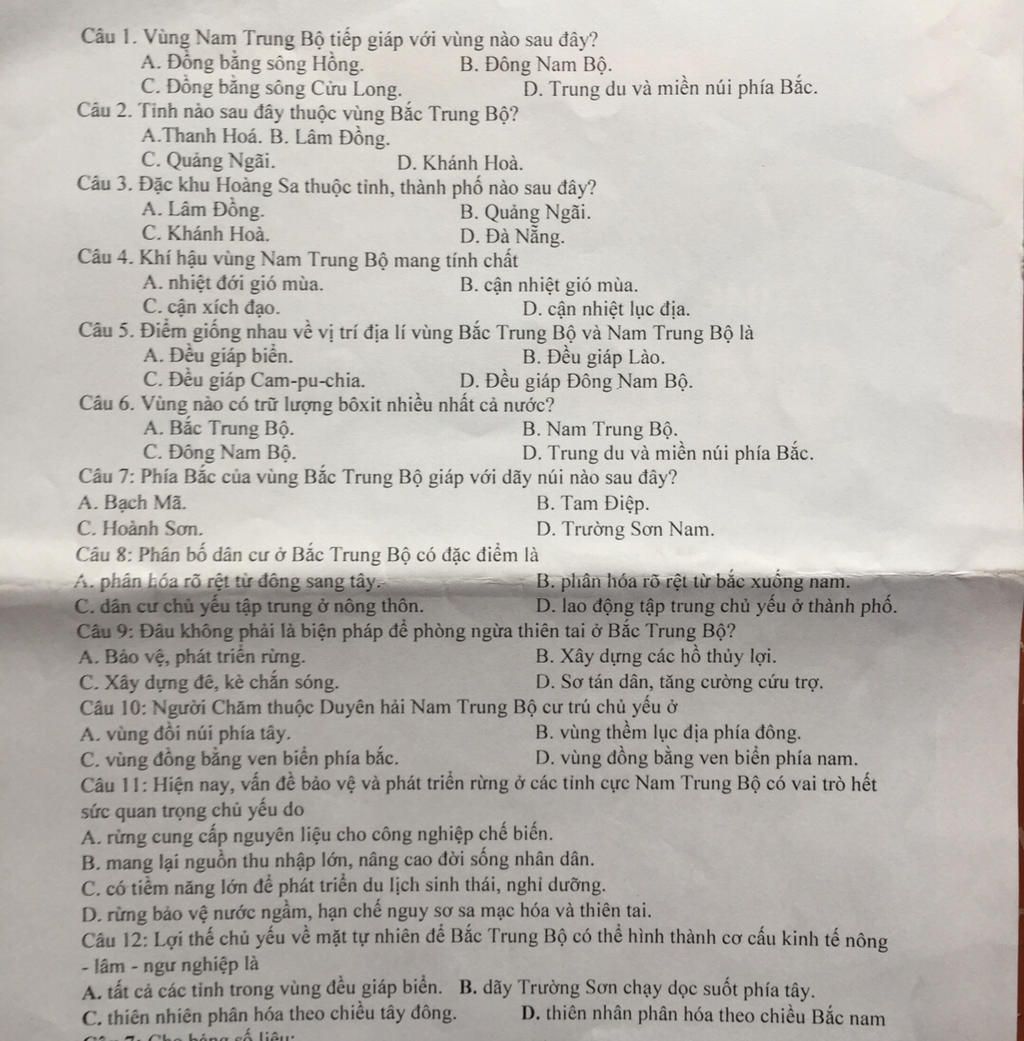 Câu 1. Vùng Nam Trung Bộ tiếp giáp với vùng nào sau đây?
A. Đồng bằng sông Hồng. B. Đông Nam Bộ.
C. Đồng bằng sông Cửu Long. D. Trung du và miền núi phía Bắc.
Câu 2. Tỉnh nào sau đây thuộc vùng Bắc Trung Bộ?
A.Thanh Hoá. B. Lâm Đồng.
C. Quảng Ngãi. D. Khánh Hoà.
Câu 3. Đặc khu Hoàng Sa thuộc tỉnh, thành phố nào sau đây?
A. Lâm Đồng. B. Quảng Ngãi.
C. Khánh Hoà. D. Đà Nẵng.
Câu 4. Khí hậu vùng Nam Trung Bộ mang tính chất
A. nhiệt đới gió mùa. B. cận nhiệt gió mùa.
C. cận xích đạo. D. cận nhiệt lục địa.
Câu 5. Điểm giống nhau về vị trí địa lí vùng Bắc Trung Bộ và Nam Trung Bộ là
A. Đều giáp biển. B. Đều giáp Lào.
C. Đều giáp Cam-pu-chia. D. Đều giáp Đông Nam Bộ.
Câu 6. Vùng nào có trữ lượng bôxit nhiều nhất cả nước?
A. Bắc Trung Bộ. B. Nam Trung Bộ.
C. Đông Nam Bộ. D. Trung du và miền núi phía Bắc.
Câu 7: Phía Bắc của vùng Bắc Trung Bộ giáp với dãy núi nào sau đây?
A. Bạch Mã. B. Tam Điệp.
C. Hoành Sơn. D. Trường Sơn Nam.
Câu 8: Phân bố dân cư ở Bắc Trung Bộ có đặc điểm là
A. phân hóa rõ rệt từ đông sang tây. B. phân hóa rõ rệt từ bắc xuống nam.
C. dân cư chủ yếu tập trung ở nông thôn. D. lao động tập trung chủ yếu ở thành phố.
Câu 9: Đâu không phải là biện pháp để phòng ngừa thiên tai ở Bắc Trung Bộ?
A. Bảo vệ, phát triển rừng. B. Xây dựng các hồ thủy lợi.
C. Xây dựng đê, kè chắn sóng. D. Sơ tán dân, tăng cường cứu trợ.
Câu 10: Người Chăm thuộc Duyên hải Nam Trung Bộ cư trú chủ yếu ở
A. vùng đồi núi phía tây. B. vùng thềm lục địa phía đông.
C. vùng đồng bằng ven biển phía bắc. D. vùng đồng bằng ven biển phía nam.
Câu 11: Hiện nay, vấn đề bảo vệ và phát triển rừng ở các tỉnh cực Nam Trung Bộ có vai trò hết
sức quan trọng chủ yếu do
A. rừng cung cấp nguyên liệu cho công nghiệp chế biến.
B. mang lại nguồn thu nhập lớn, nâng cao đời sống nhân dân.
C. có tiềm năng lớn để phát triển du lịch sinh thái, nghỉ dưỡng.
D. rừng bảo vệ nước ngầm, hạn chế nguy sơ sa mạc hóa và thiên tai.
Câu 12: Lợi thế chủ yếu về mặt tự nhiên để Bắc Trung Bộ có thể hình thành cơ cấu kinh tế nông
- lâm - ngư nghiệp là
A. tất cả các tỉnh trong vùng đều giáp biển. B. dãy Trường Sơn chạy dọc suốt phía tây.
C. thiên nhiên phân hóa theo chiều tây đông. D. thiên nhân phân hóa theo chiều Bắc nam
Câu 7: Cho bảng số liệu: